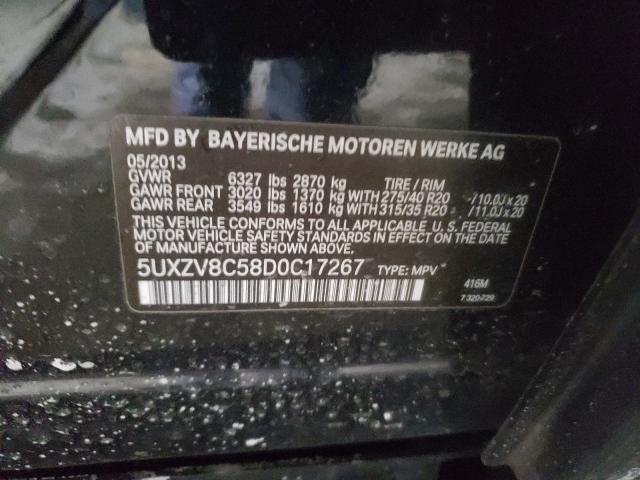 MFD BY BAYERISCHE MOTOREN WERKE AG
05/2013
GVWR 6327 lbs 2870 kg TIRE / RIM
GAWR FRONT 3020 lbs 1370 kg WITH 275/40 R20 -/10.0J x 20
GAWR REAR 3549 lbs 1610 kg WITH 315/35 R20 -/11.0J x 20
THIS VEHICLE CONFORMS TO ALL APPLICABLE U. S. FEDERAL
MOTOR VEHICLE SAFETY STANDARDS IN EFFECT ON THE DATE
OF MANUFACTURE SHOWN ABOVE.
5UXZV8C58D0C17267 TYPE: MPV
416M
7 320-729